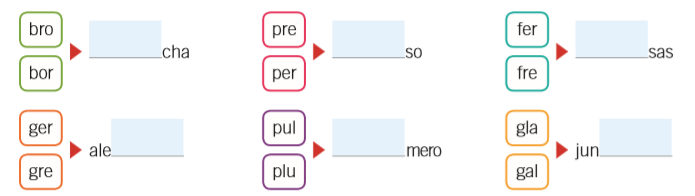 bro
bor
cha
pre
per
so
fer
fre
sas
ger
gre
ale
pul
plu
mero
gla
gal
jun